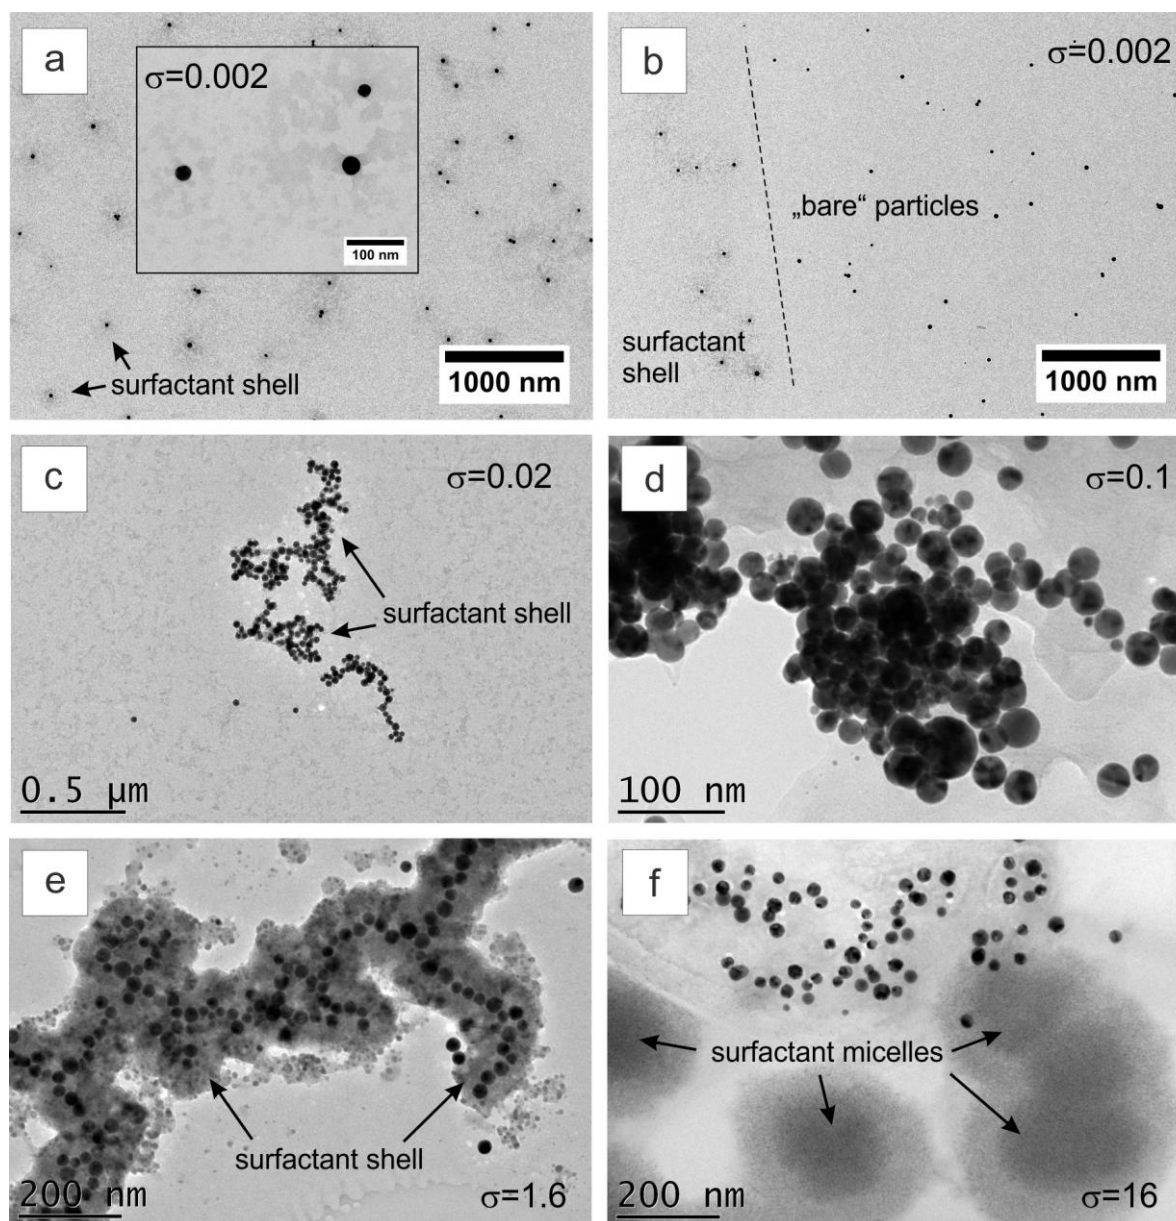 a
σ=0.002
100 nm
surfactant shell
1000 nm
b
σ=0.002
„bare“ particles
surfactant
shell
1000 nm
c
σ=0.02
surfactant shell
0.5 µm
d
σ=0.1
100 nm
e
surfactant shell
200 nm
σ=1.6
f
surfactant micelles
200 nm
σ=16